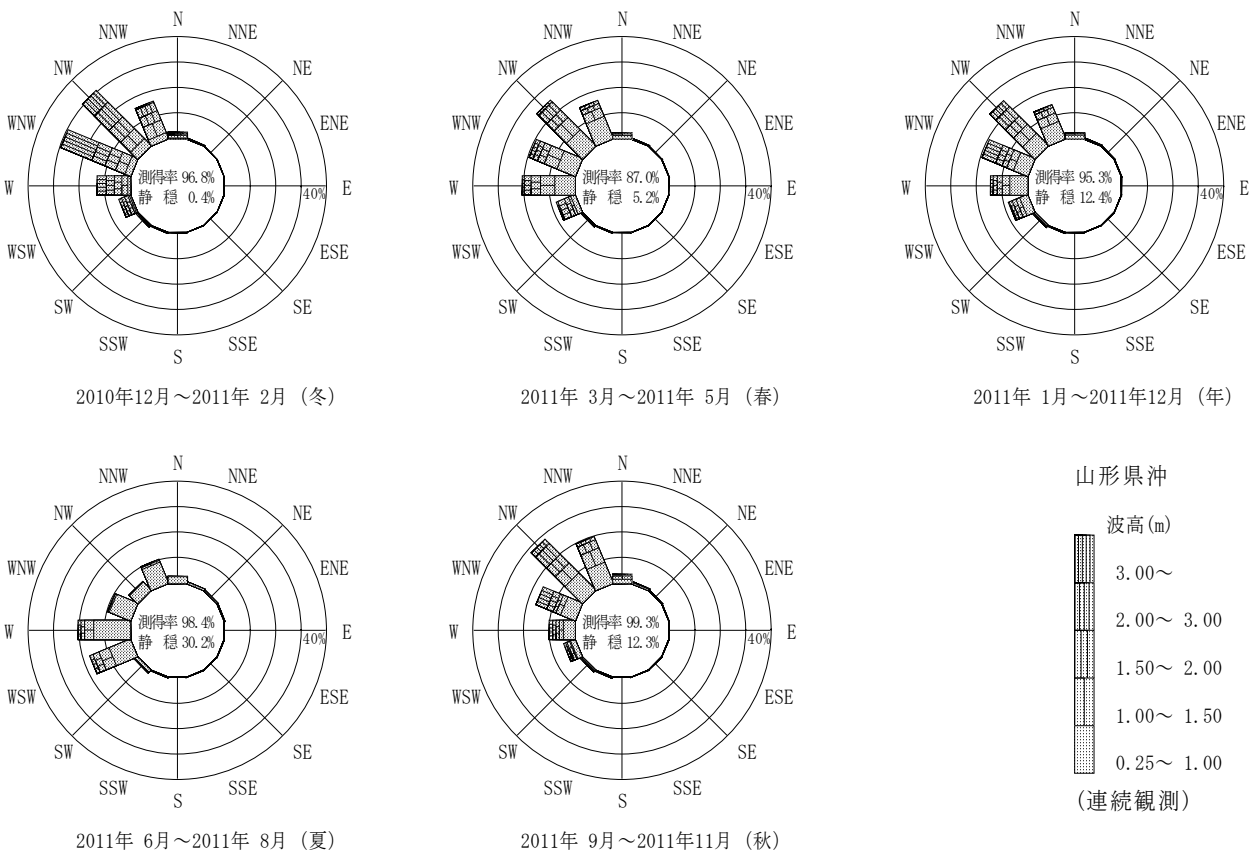 N
NNW NNE
NW NE
WNW ENE
W E
測得率 96.8%
静 穏 0.4%
40%
WSW ESE
SW SE
SSW SSE
S
2010年12月～2011年 2月 (冬)
N
NNW NNE
NW NE
WNW ENE
W E
測得率 87.0%
静 穏 5.2%
40%
WSW ESE
SW SE
SSW SSE
S
2011年 3月～2011年 5月 (春)
N
NNW NNE
NW NE
WNW ENE
W E
測得率 95.3%
静 穏 12.4%
40%
WSW ESE
SW SE
SSW SSE
S
2011年 1月～2011年12月 (年)
N
NNW NNE
NW NE
WNW ENE
W E
測得率 98.4%
静 穏 30.2%
40%
WSW ESE
SW SE
SSW SSE
S
2011年 6月～2011年 8月 (夏)
N
NNW NNE
NW NE
WNW ENE
W E
測得率 99.3%
静 穏 12.3%
40%
WSW ESE
SW SE
SSW SSE
S
2011年 9月～2011年11月 (秋)
山形県沖
波高(m)
3.00～
2.00～ 3.00
1.50～ 2.00
1.00～ 1.50
0.25～ 1.00
(連続観測)